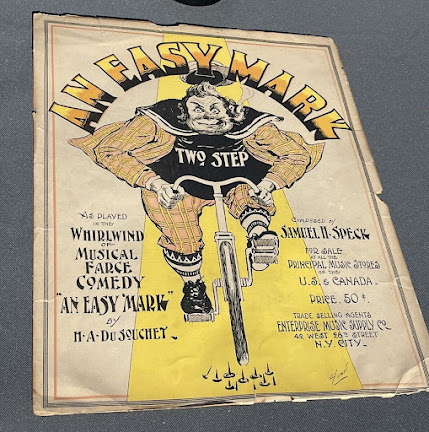 AN EASY MARK
TWO STEP
AS PLAYED
IN THE
WHIRLWIND
OF
MUSICAL
FARCE
COMEDY
"AN EASY MARK"
BY
H·A·DU SOUCHET
COMPOSED BY
SAMUEL H. SPECK
FOR SALE
AT ALL THE
PRINCIPAL MUSIC STORES
OF THE
U.S. & CANADA.
PRICE. 50¢.
TRADE SELLING AGENTS
ENTERPRISE MUSIC SUPPLY CO.
42 WEST 28TH STREET
N.Y. CITY